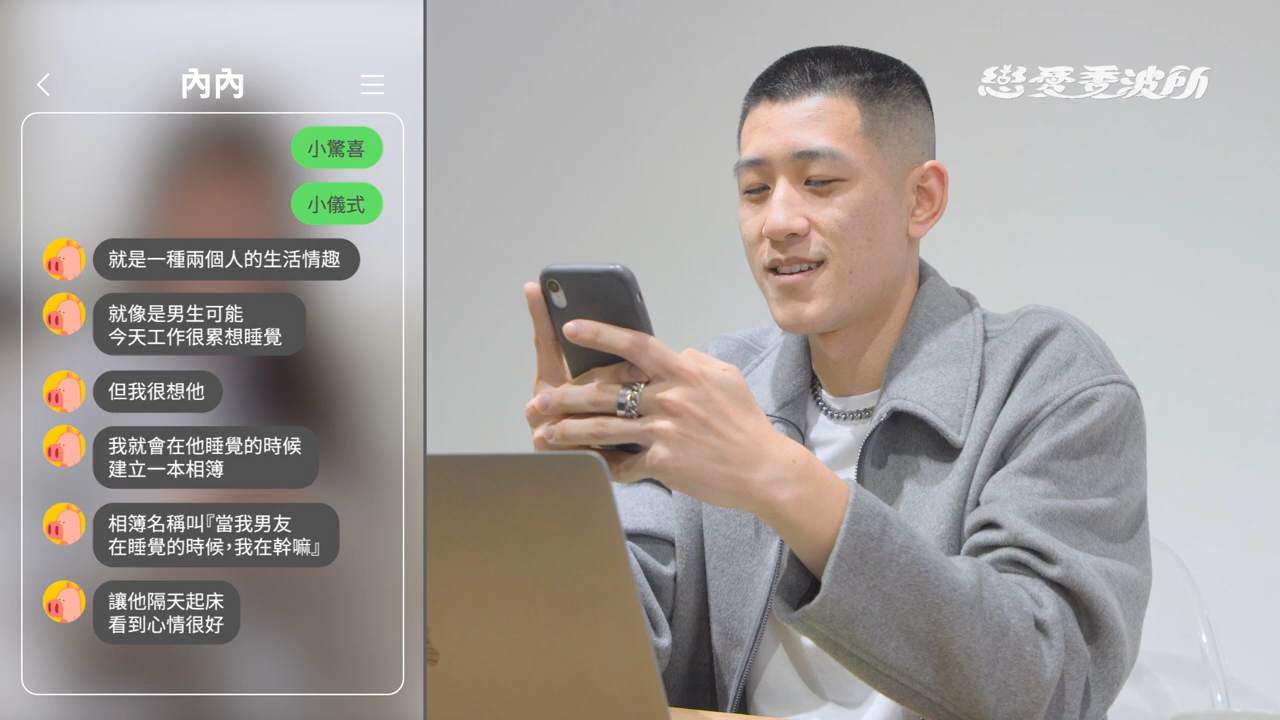 內內
小驚喜
小儀式
就是一種兩個人的生活情趣
就像是男生可能
今天工作很累想睡覺
但我很想他
我就會在他睡覺的時候
建立一本相簿
相簿名稱叫『當我男友
在睡覺的時候，我在幹嘛』
讓他隔天起床
看到心情很好
戀愛秀波所